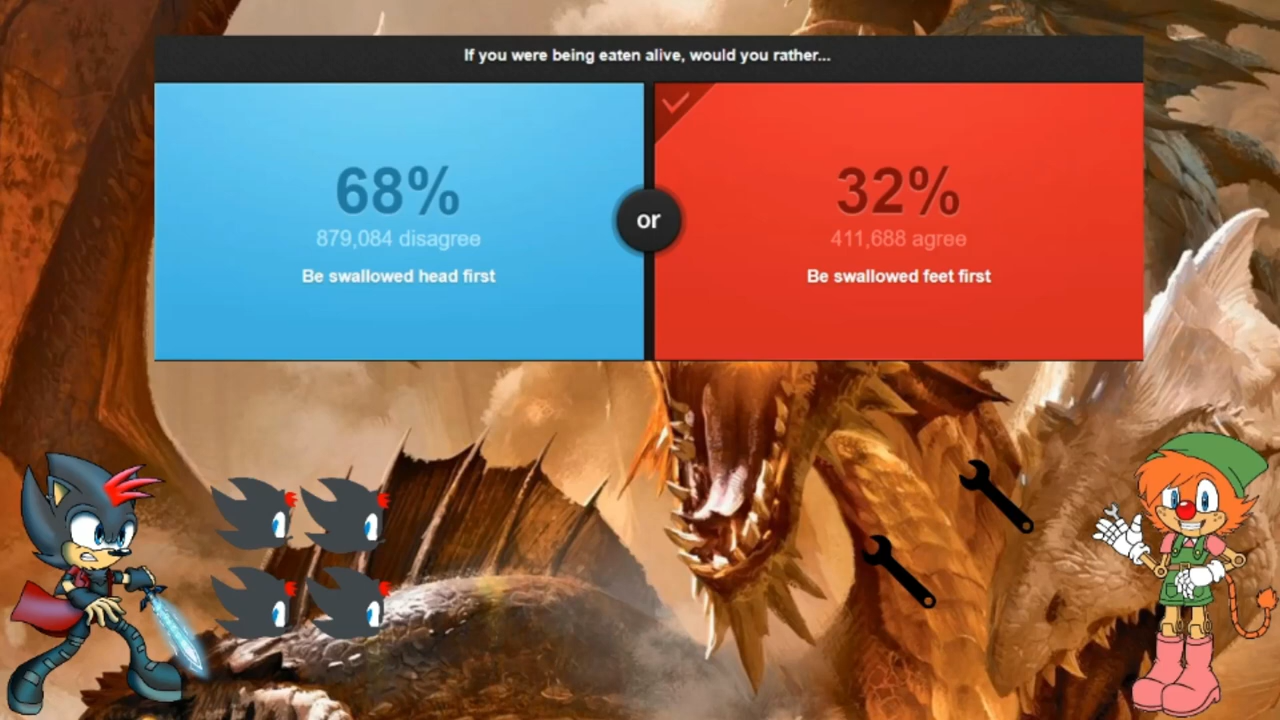 If you were being eaten alive, would you rather...
68%
879,084 disagree
Be swallowed head first
or
32%
411,688 agree
Be swallowed feet first